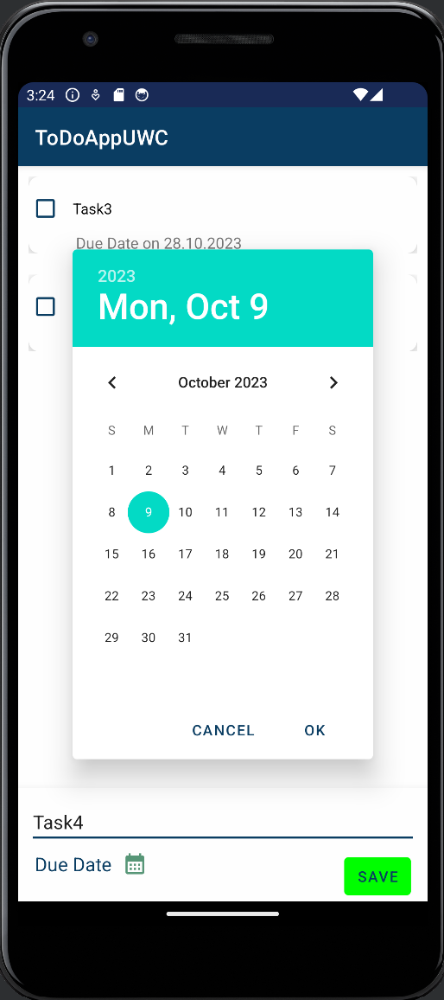 3:24
ToDoAppUWC
Task3
Due Date on 28.10.2023
2023
Mon, Oct 9
October 2023
S M T W T F S
1 2 3 4 5 6 7
8 9 10 11 12 13 14
15 16 17 18 19 20 21
22 23 24 25 26 27 28
29 30 31
CANCEL OK
Task4
Due Date
SAVE